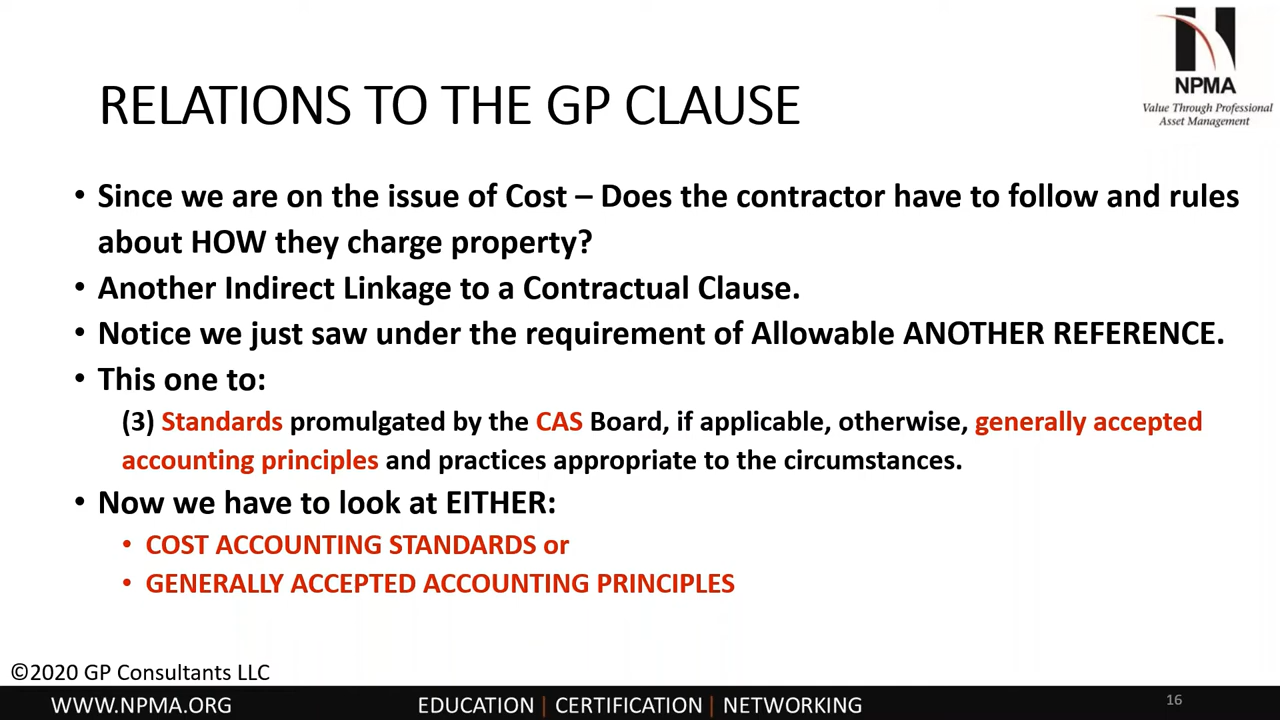 NPMA
Value Through Professional
Asset Management
RELATIONS TO THE GP CLAUSE
• Since we are on the issue of Cost – Does the contractor have to follow and rules
about HOW they charge property?
• Another Indirect Linkage to a Contractual Clause.
• Notice we just saw under the requirement of Allowable ANOTHER REFERENCE.
• This one to:
(3) Standards promulgated by the CAS Board, if applicable, otherwise, generally accepted
accounting principles and practices appropriate to the circumstances.
• Now we have to look at EITHER:
• COST ACCOUNTING STANDARDS or
• GENERALLY ACCEPTED ACCOUNTING PRINCIPLES
©2020 GP Consultants LLC
WWW.NPMA.ORG EDUCATION | CERTIFICATION | NETWORKING 16